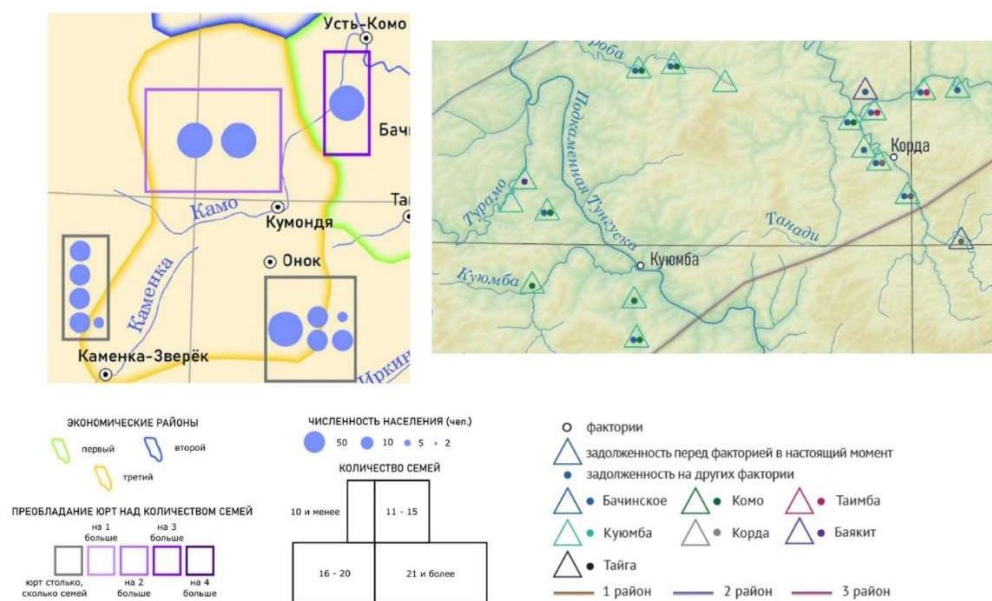 Усть-Комо
Бачи
Камо
Кумондя
Онок
Каменка
Каменка-Зверёк
Иркин
роба
Подкаменная Тунгуска
Корда
Турамо
Танади
Куюмба
Куюмба
ЭКОНОМИЧЕСКИЕ РАЙОНЫ
первый
второй
третий
ПРЕОБЛАДАНИЕ ЮРТ НАД КОЛИЧЕСТВОМ СЕМЕЙ
на 1 больше
на 3 больше
юрт столько, сколько семей
на 2 больше
на 4 больше
ЧИСЛЕННОСТЬ НАСЕЛЕНИЯ (чел.)
50 10 5 2
КОЛИЧЕСТВО СЕМЕЙ
10 и менее
11 - 15
16 - 20
21 и более
фактории
задолженность перед факторией в настоящий момент
задолженность на других фактории
Бачинское Комо Таимба
Куюмба Корда Баякит
Тайга
1 район 2 район 3 район